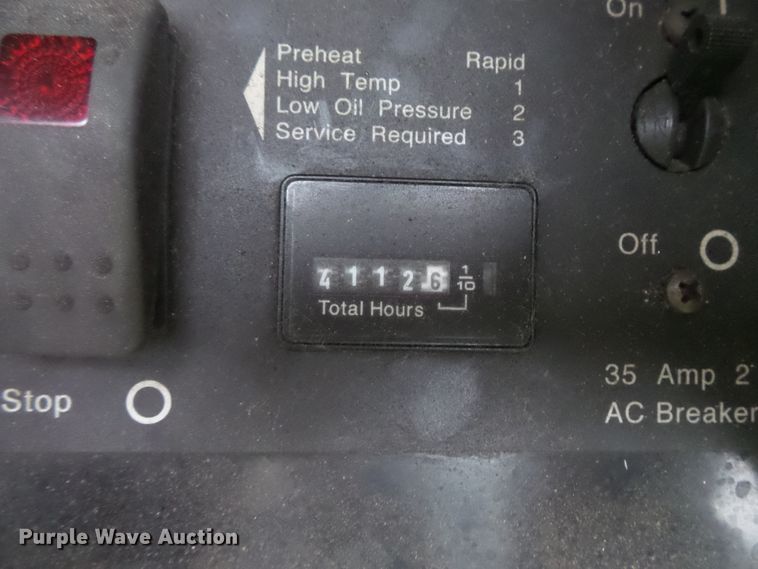 On
Preheat Rapid
High Temp 1
Low Oil Pressure 2
Service Required 3
Off
41126 1/10
Total Hours
35 Amp 2
AC Breaker
Stop
Purple Wave Auction